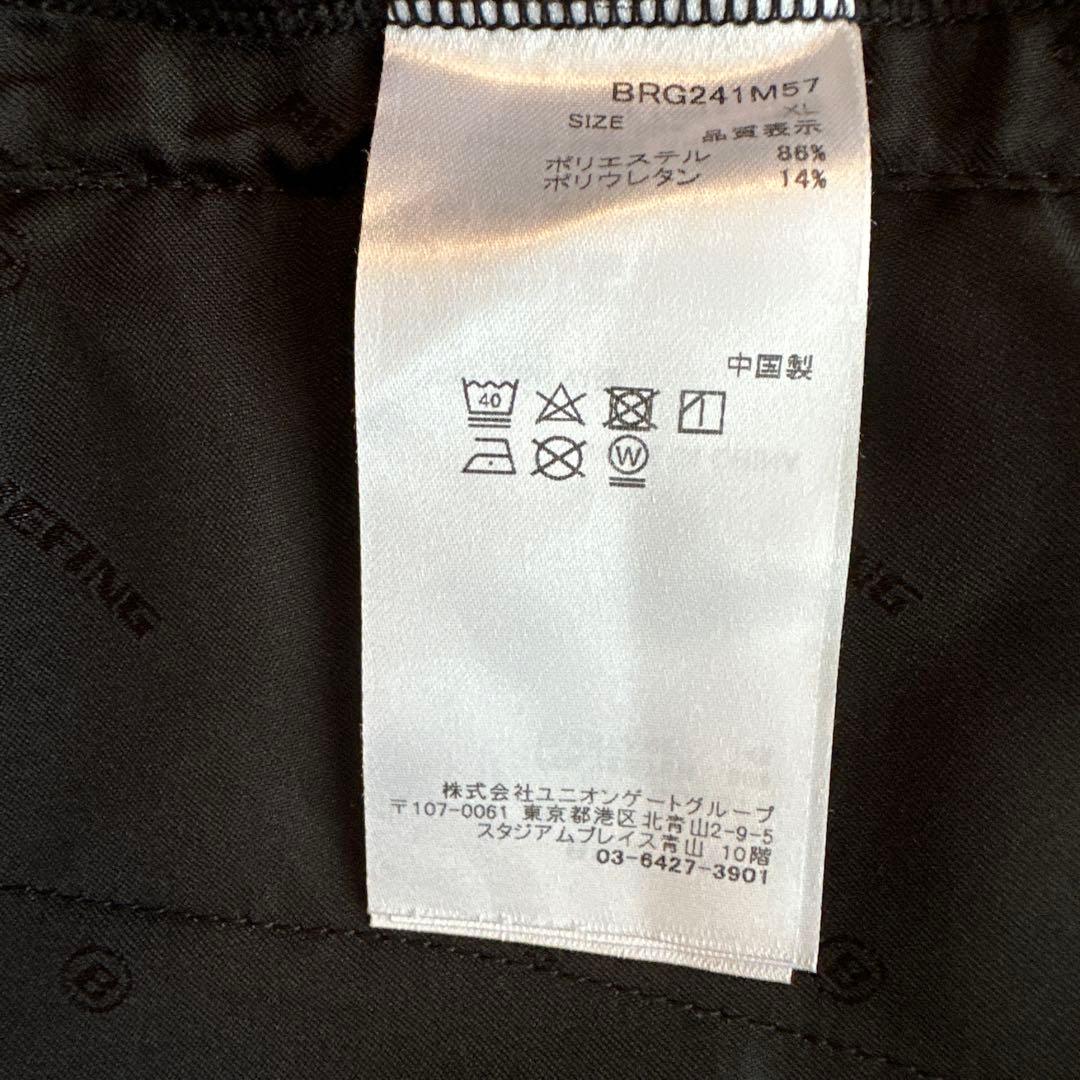 BRG241M57
SIZE XL
品質表示
ポリエステル 86%
ポリウレタン 14%
中国製
40
W
株式会社ユニオンゲートグループ
〒107-0061 東京都港区北青山2-9-5
スタジアムプレイス青山 10階
03-6427-3901
EFING
NG
B
B